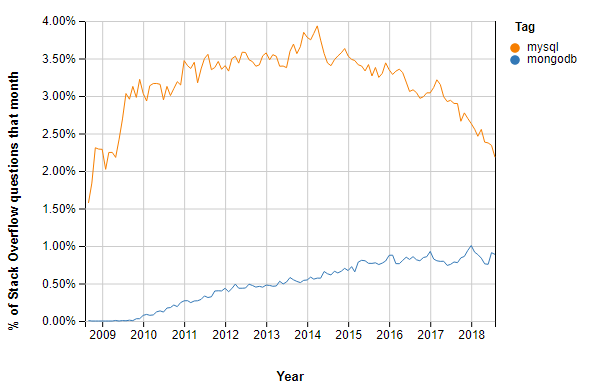 4.00%
3.50%
3.00%
2.50%
2.00%
1.50%
1.00%
0.50%
0.00%
% of Stack Overflow questions that month
2009 2010 2011 2012 2013 2014 2015 2016 2017 2018
Year
Tag
mysql
mongodb